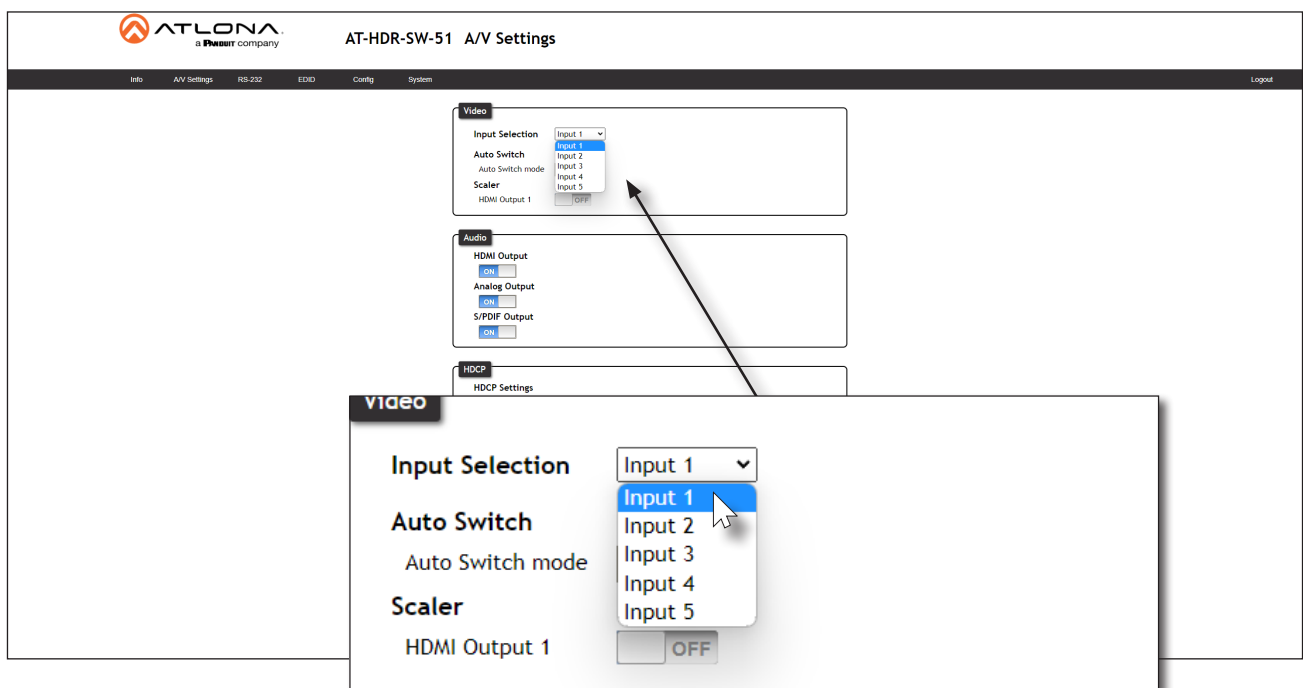 ATLONA.
a PANDUIT company
AT-HDR-SW-51 A/V Settings
Info A/V Settings RS-232 EDID Config System Logout
Video
Input Selection Input 1
Input 1
Auto Switch Input 2
Auto Switch mode Input 3
Input 4
Scaler Input 5
HDMI Output 1 OFF
Audio
HDMI Output
ON
Analog Output
ON
S/PDIF Output
ON
HDCP
HDCP Settings
Video
Input Selection Input 1
Input 1
Auto Switch Input 2
Auto Switch mode Input 3
Input 4
Scaler Input 5
HDMI Output 1 OFF